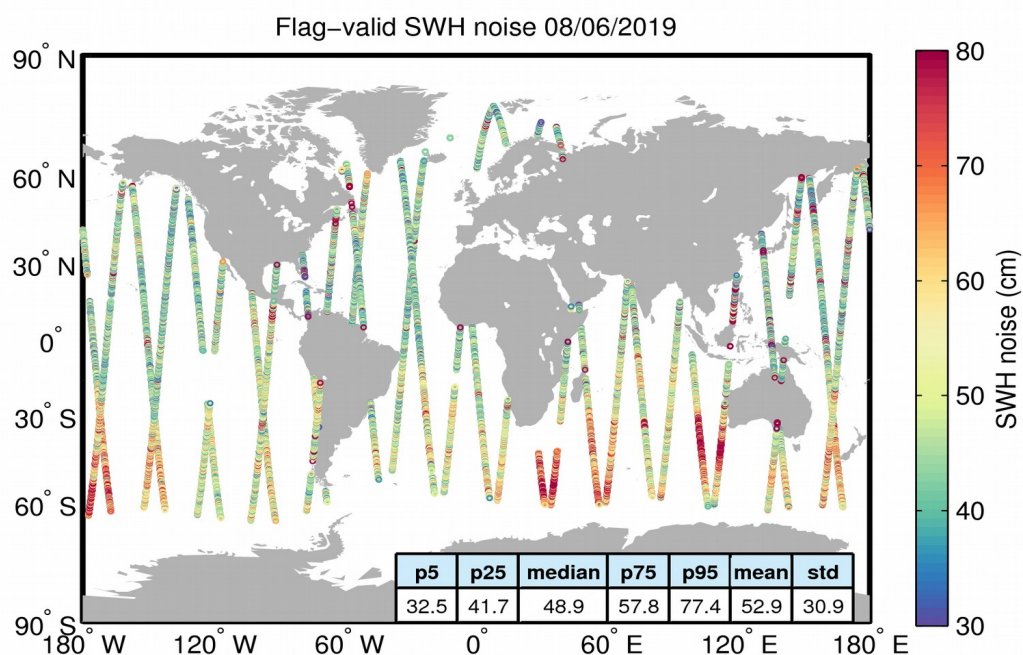 Flag–valid SWH noise 08/06/2019
90° N
60° N
30° N
0°
30° S
60° S
90° S
180° W
120° W
60° W
0°
60° E
120° E
180° E
80
70
60
50
40
30
SWH noise (cm)
p5 p25 median p75 p95 mean std
32.5 41.7 48.9 57.8 77.4 52.9 30.9